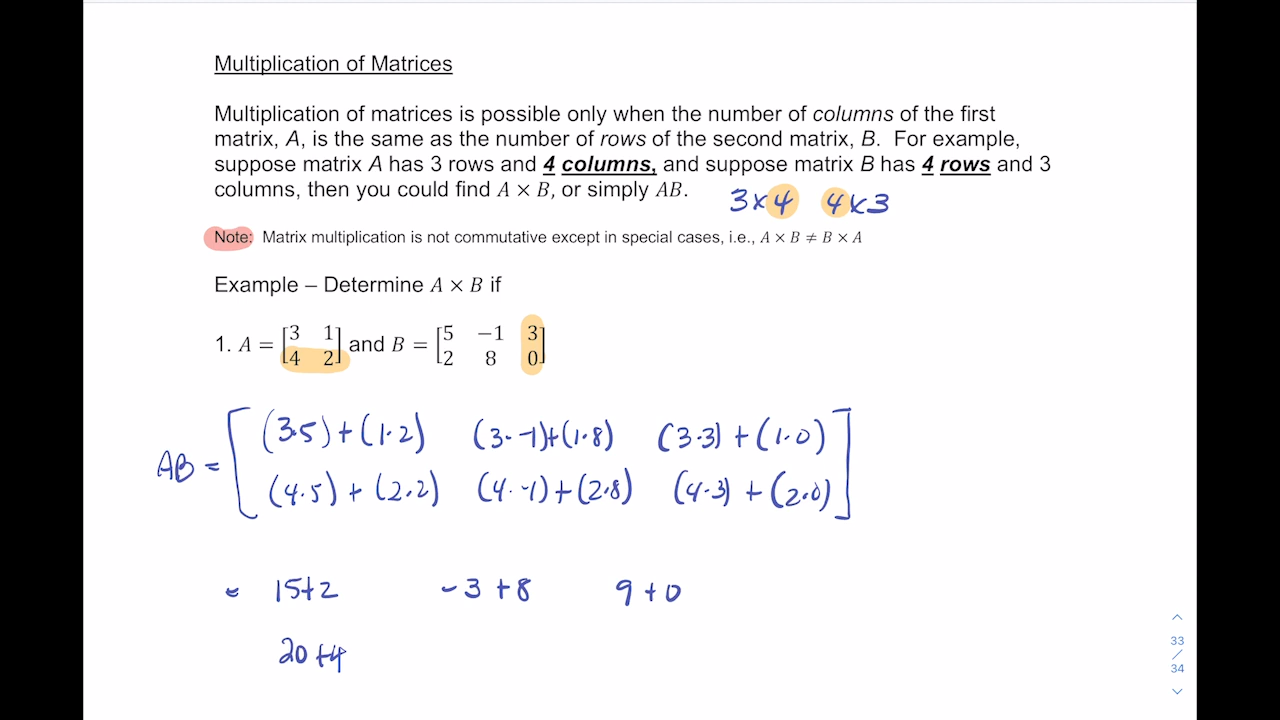 Multiplication of Matrices
Multiplication of matrices is possible only when the number of columns of the first
matrix, A, is the same as the number of rows of the second matrix, B. For example,
suppose matrix A has 3 rows and 4 columns, and suppose matrix B has 4 rows and 3
columns, then you could find A × B, or simply AB.
3×4 4×3
Note: Matrix multiplication is not commutative except in special cases, i.e., A × B ≠ B × A
Example – Determine A × B if
1. A = [3 1; 4 2] and B = [5 −1 3; 2 8 0]
AB = [(3·5)+(1·2) (3·-1)+(1·8) (3·3)+(1·0)
(4·5)+(2·2) (4·-1)+(2·8) (4·3)+(2·0)]
= 15+2 -3+8 9+0
20+4
33
/
34